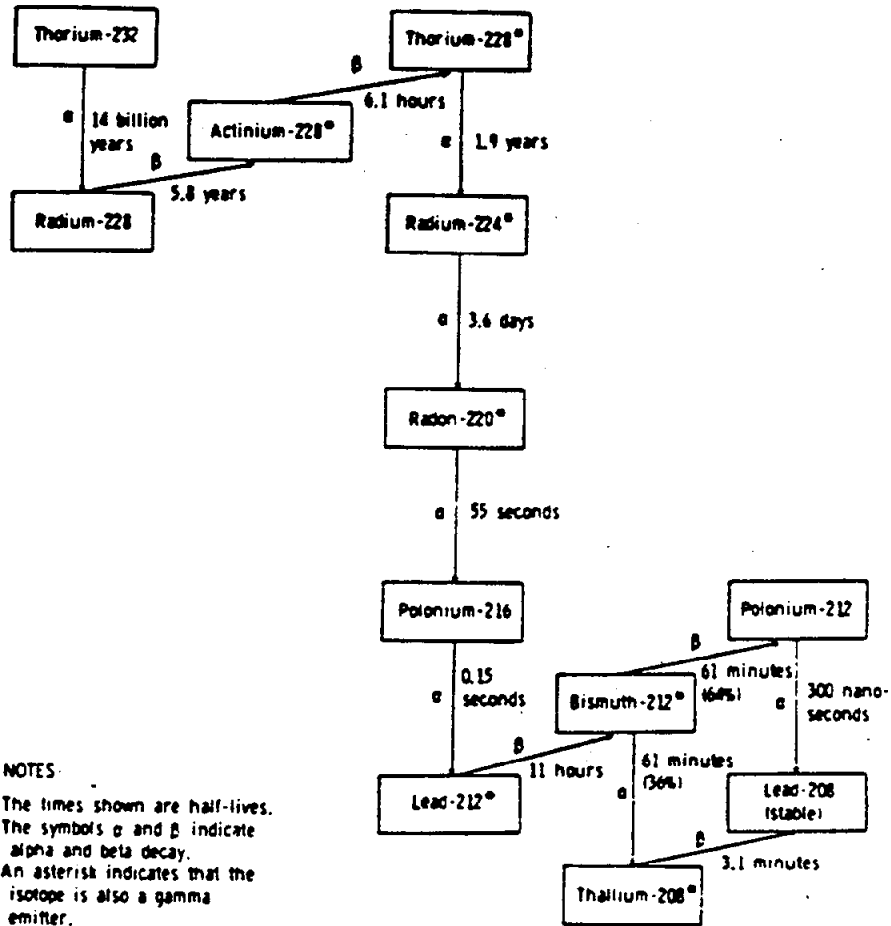 Thorium-232
Thorium-228*
β
6.1 hours
Actinium-228*
α
14 billion
years
β
5.8 years
α
1.9 years
Radium-228
Radium-224*
α
3.6 days
Radon-220*
α
55 seconds
Polonium-216
Polonium-212
β
61 minutes
(64%)
α
0.15
seconds
Bismuth-212*
α
300 nano-
seconds
β
11 hours
61 minutes
(36%)
α
Lead-212*
Lead-208
(stable)
β
3.1 minutes
Thallium-208*
NOTES
The times shown are half-lives.
The symbols α and β indicate
alpha and beta decay.
An asterisk indicates that the
isotope is also a gamma
emitter.